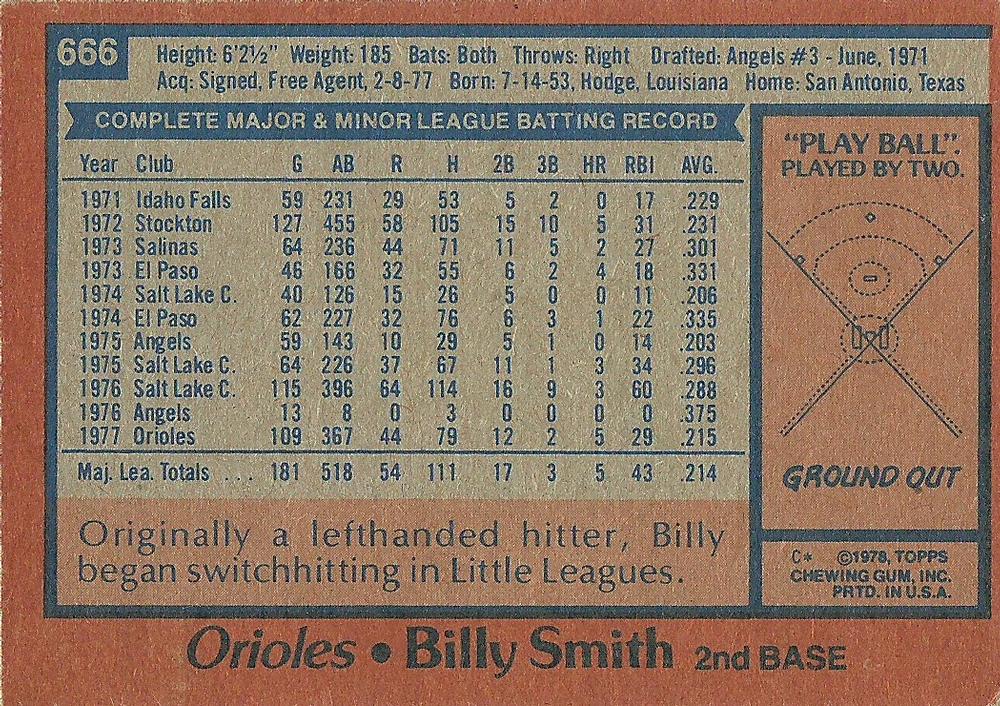 666
Height: 6'2½" Weight: 185 Bats: Both Throws: Right Drafted: Angels #3 - June, 1971
Acq: Signed, Free Agent, 2-8-77 Born: 7-14-53, Hodge, Louisiana Home: San Antonio, Texas
COMPLETE MAJOR & MINOR LEAGUE BATTING RECORD
Year Club G AB R H 2B 3B HR RBI AVG.
1971 Idaho Falls 59 231 29 53 5 2 0 17 .229
1972 Stockton 127 455 58 105 15 10 5 31 .231
1973 Salinas 64 236 44 71 11 5 2 27 .301
1973 El Paso 46 166 32 55 6 2 4 18 .331
1974 Salt Lake C. 40 126 15 26 5 0 0 11 .206
1974 El Paso 62 227 32 76 6 3 1 22 .335
1975 Angels 59 143 10 29 5 1 0 14 .203
1975 Salt Lake C. 64 226 37 67 11 1 3 34 .296
1976 Salt Lake C. 115 396 64 114 16 9 3 60 .288
1976 Angels 13 8 0 3 0 0 0 0 .375
1977 Orioles 109 367 44 79 12 2 5 29 .215
Maj. Lea. Totals . . . 181 518 54 111 17 3 5 43 .214
Originally a lefthanded hitter, Billy
began switchhitting in Little Leagues.
"PLAY BALL".
PLAYED BY TWO.
GROUND OUT
C* ©1978, TOPPS
CHEWING GUM, INC.
PRTD. IN U.S.A.
Orioles • Billy Smith 2nd BASE